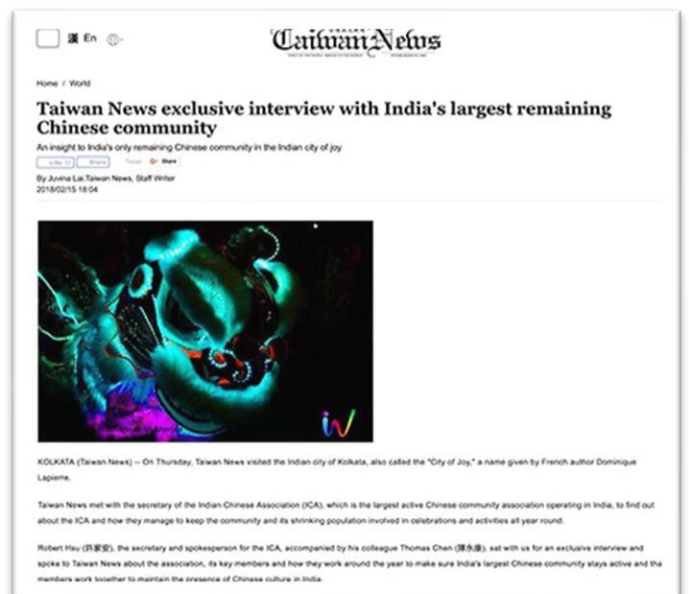 漢 En
Taiwan News
Home / World
Taiwan News exclusive interview with India's largest remaining
Chinese community
An insight to India's only remaining Chinese community in the Indian city of joy
Like Share Tweet Share
By Juvina Lai,Taiwan News, Staff Writer
2018/02/15 18:04
KOLKATA (Taiwan News) -- On Thursday, Taiwan News visited the Indian city of Kolkata, also called the "City of Joy," a name given by French author Dominique
Lapierre.
Taiwan News met with the secretary of the Indian Chinese Association (ICA), which is the largest active Chinese community association operating in India, to find out
about the ICA and how they manage to keep the community and its shrinking population involved in celebrations and activities all year round.
Robert Hsu (許家安), the secretary and spokesperson for the ICA, accompanied by his colleague Thomas Chen (陳永康), sat with us for an exclusive interview and
spoke to Taiwan News about the association, its key members and how they work around the year to make sure India's largest Chinese community stays active and the
members work together to maintain the presence of Chinese culture in India.